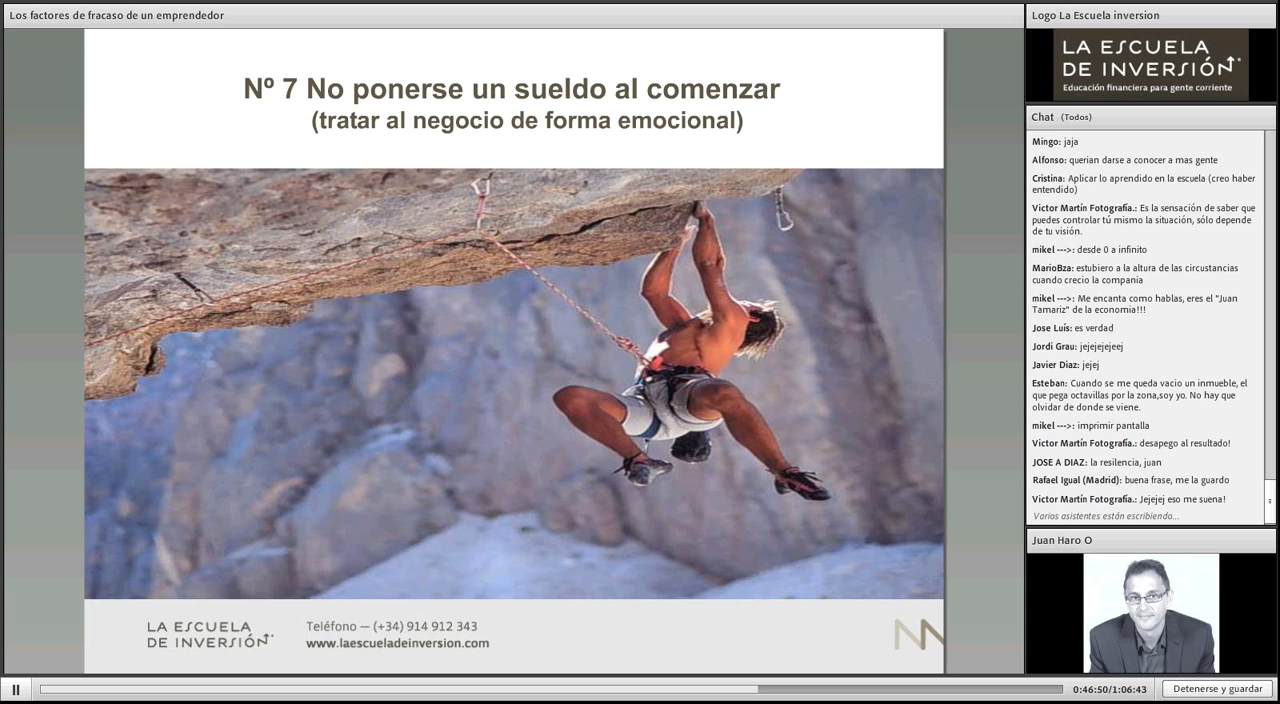 Los factores de fracaso de un emprendedor
Nº 7 No ponerse un sueldo al comenzar
(tratar al negocio de forma emocional)
LA ESCUELA
DE INVERSIÓN
Teléfono — (+34) 914 912 343
www.laescueladeinversion.com
Logo La Escuela inversion
LA ESCUELA
DE INVERSIÓN
Educación financiera para gente corriente
Chat (Todos)
Mingo: jaja
Alfonso: querian darse a conocer a mas gente
Cristina: Aplicar lo aprendido en la escuela (creo haber
entendido)
Victor Martín Fotografía.: Es la sensación de saber que
puedes controlar tú mismo la situación, sólo depende
de tu visión.
mikel --->: desde 0 a infinito
MarioBza: estubiero a la altura de las circustancias
cuando crecio la compania
mikel --->: Me encanta como hablas, eres el "Juan
Tamariz" de la economia!!!
Jose Luís: es verdad
Jordi Grau: jejejejejeej
Javier Diaz: jejej
Esteban: Cuando se me queda vacio un inmueble, el
que pega octavillas por la zona,soy yo. No hay que
olvidar de donde se viene.
mikel --->: imprimir pantalla
Victor Martín Fotografía.: desapego al resultado!
JOSE A DIAZ: la resilencia, juan
Rafael Igual (Madrid): buena frase, me la guardo
Victor Martín Fotografía.: Jejejej eso me suena!
Varios asistentes están escribiendo...
Juan Haro O
0:46:50/1:06:43
Detenerse y guardar